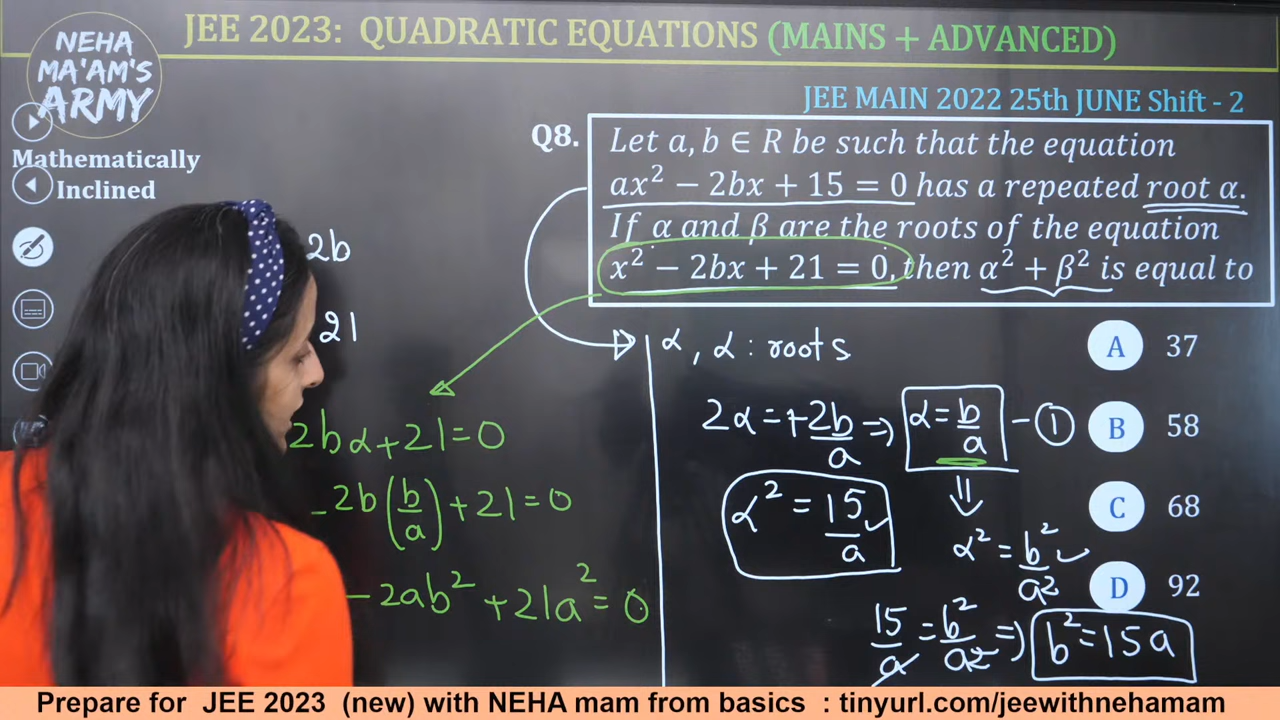 JEE 2023: QUADRATIC EQUATIONS (MAINS + ADVANCED)
NEHA
MA'AM'S
ARMY
Mathematically
Inclined
JEE MAIN 2022 25th JUNE Shift - 2
Q8. Let a, b ∈ R be such that the equation
ax² − 2bx + 15 = 0 has a repeated root α.
If α and β are the roots of the equation
x² − 2bx + 21 = 0, then α² + β² is equal to
A 37
B 58
C 68
D 92
2b
21
2bα + 21 = 0
- 2b(b/a) + 21 = 0
- 2ab² + 21a² = 0
α, α : roots
2α = +2b/a ⇒ α = b/a - ①
α² = 15/a
⇓
α² = b²/a²
15/a = b²/a² ⇒ b² = 15a
Prepare for JEE 2023 (new) with NEHA mam from basics : tinyurl.com/jeewithnehamam